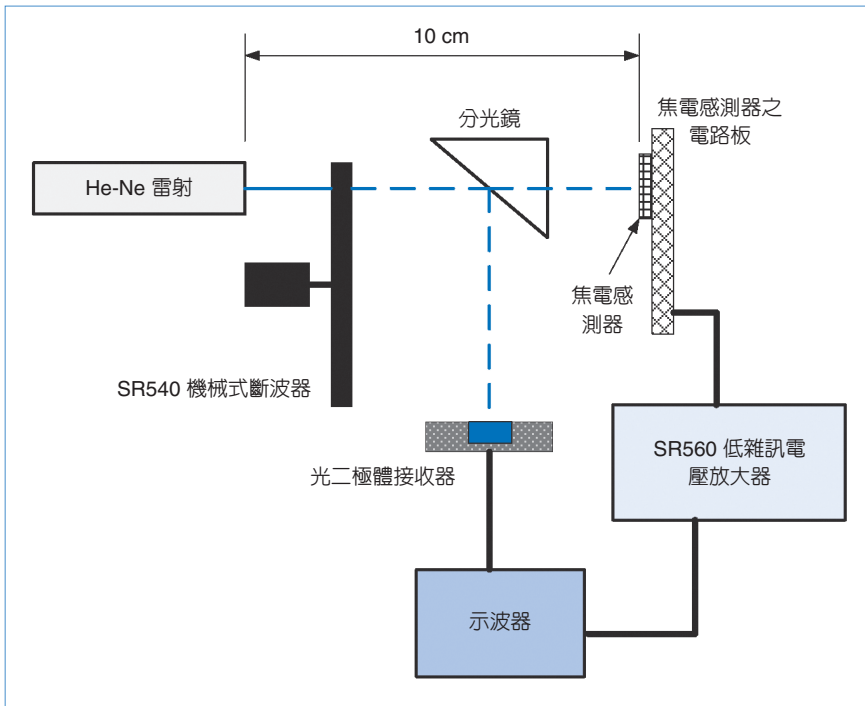 10 cm
分光鏡
焦電感測器之
電路板
He-Ne 雷射
焦電感
測器
SR540 機械式斷波器
光二極體接收器
SR560 低雜訊電
壓放大器
示波器